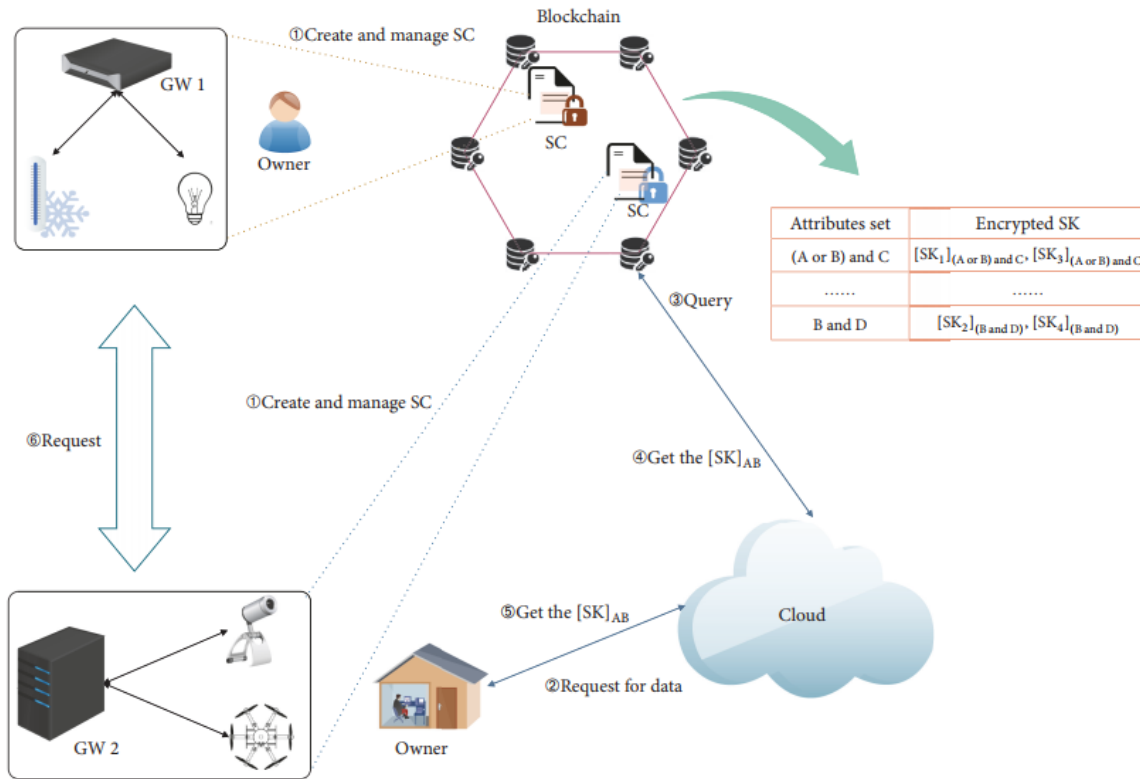 Blockchain
①Create and manage SC
GW 1
Owner
SC
SC
Attributes set Encrypted SK
(A or B) and C [SK₁](A or B) and C, [SK₃](A or B) and C
...... ......
B and D [SK₂](B and D), [SK₄](B and D)
③Query
①Create and manage SC
⑥Request
④Get the [SK]AB
Cloud
⑤Get the [SK]AB
②Request for data
GW 2
Owner